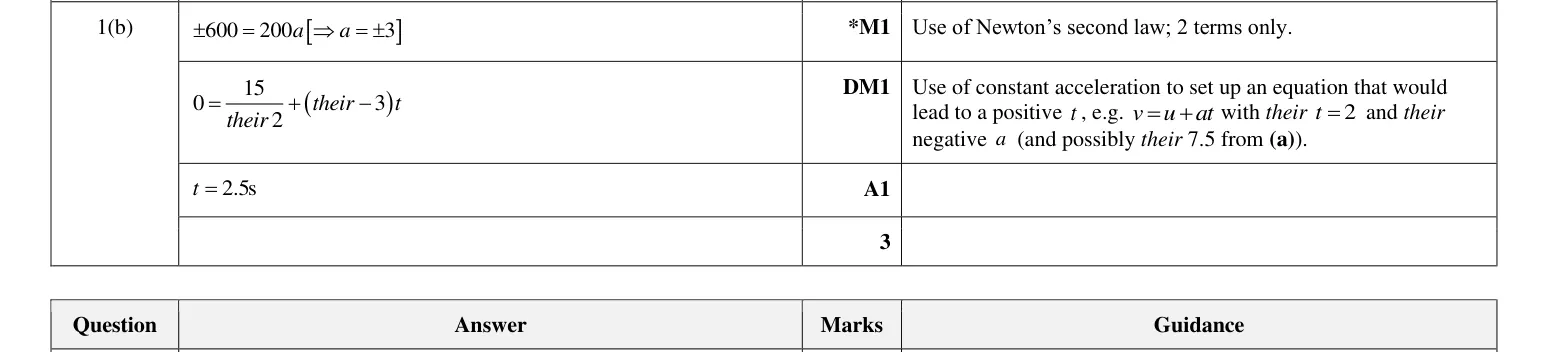 1(b) ±600 = 200a[⇒ a = ±3] *M1 Use of Newton’s second law; 2 terms only.
0 = 15/their 2 + (their − 3)t DM1 Use of constant acceleration to set up an equation that would
lead to a positive t , e.g. v = u + at with their t = 2 and their
negative a (and possibly their 7.5 from (a)).
t = 2.5s A1
3
Question Answer Marks Guidance